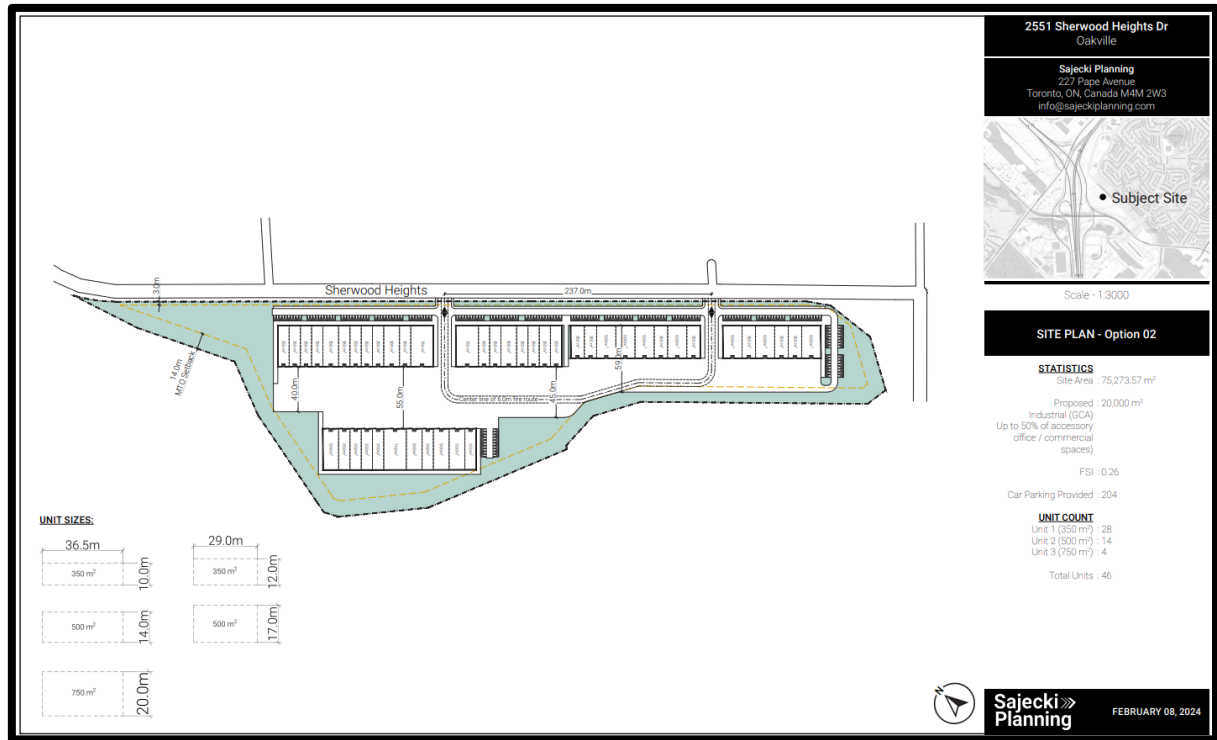 2551 Sherwood Heights Dr
Oakville
Sajecki Planning
227 Pape Avenue
Toronto, ON, Canada M4M 2W3
info@sajeckiplanning.com
Subject Site
Scale - 1:3000
SITE PLAN - Option 02
STATISTICS
Site Area : 75,273.57 m²
Proposed : 20,000 m²
Industrial (GCA)
Up to 50% of accessory
office / commercial
spaces)
FSI : 0.26
Car Parking Provided : 204
UNIT COUNT
Unit 1 (350 m²) : 28
Unit 2 (500 m²) : 14
Unit 3 (750 m²) : 4
Total Units : 46
Sajecki
Planning
FEBRUARY 08, 2024
N
3.0m
Sherwood Heights
237.0m
14.0m
MTO Setback
40.0m
55.0m
Center line of 6.0m fire route
45.0m
59.0m
UNIT SIZES:
36.5m
350 m²
10.0m
500 m²
14.0m
750 m²
20.0m
29.0m
350 m²
12.0m
500 m²
17.0m